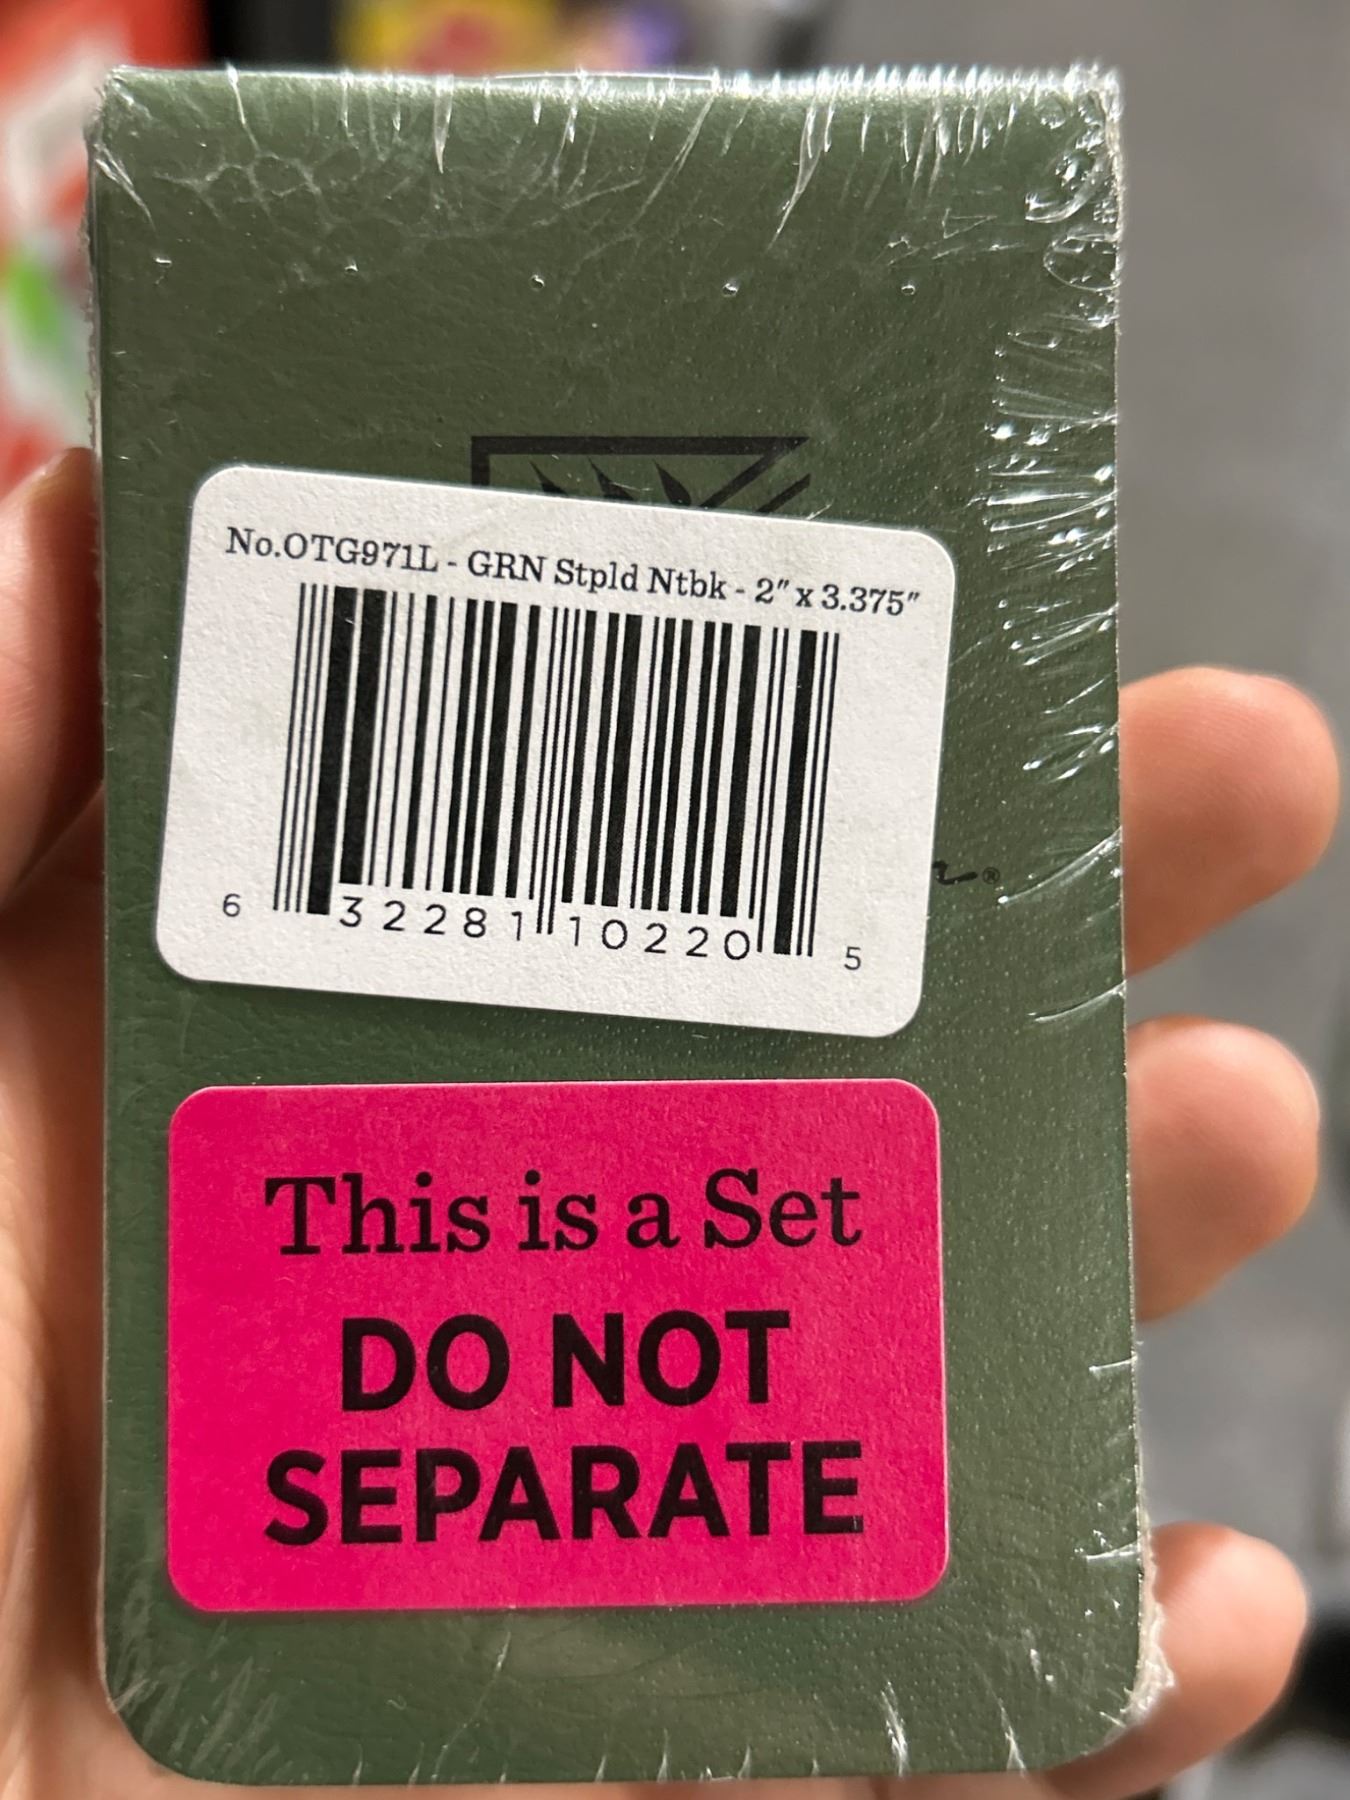 No.OTG971L - GRN Stpld Ntbk - 2″ x 3.375″
6 32281 10220 5
®
This is a Set
DO NOT
SEPARATE